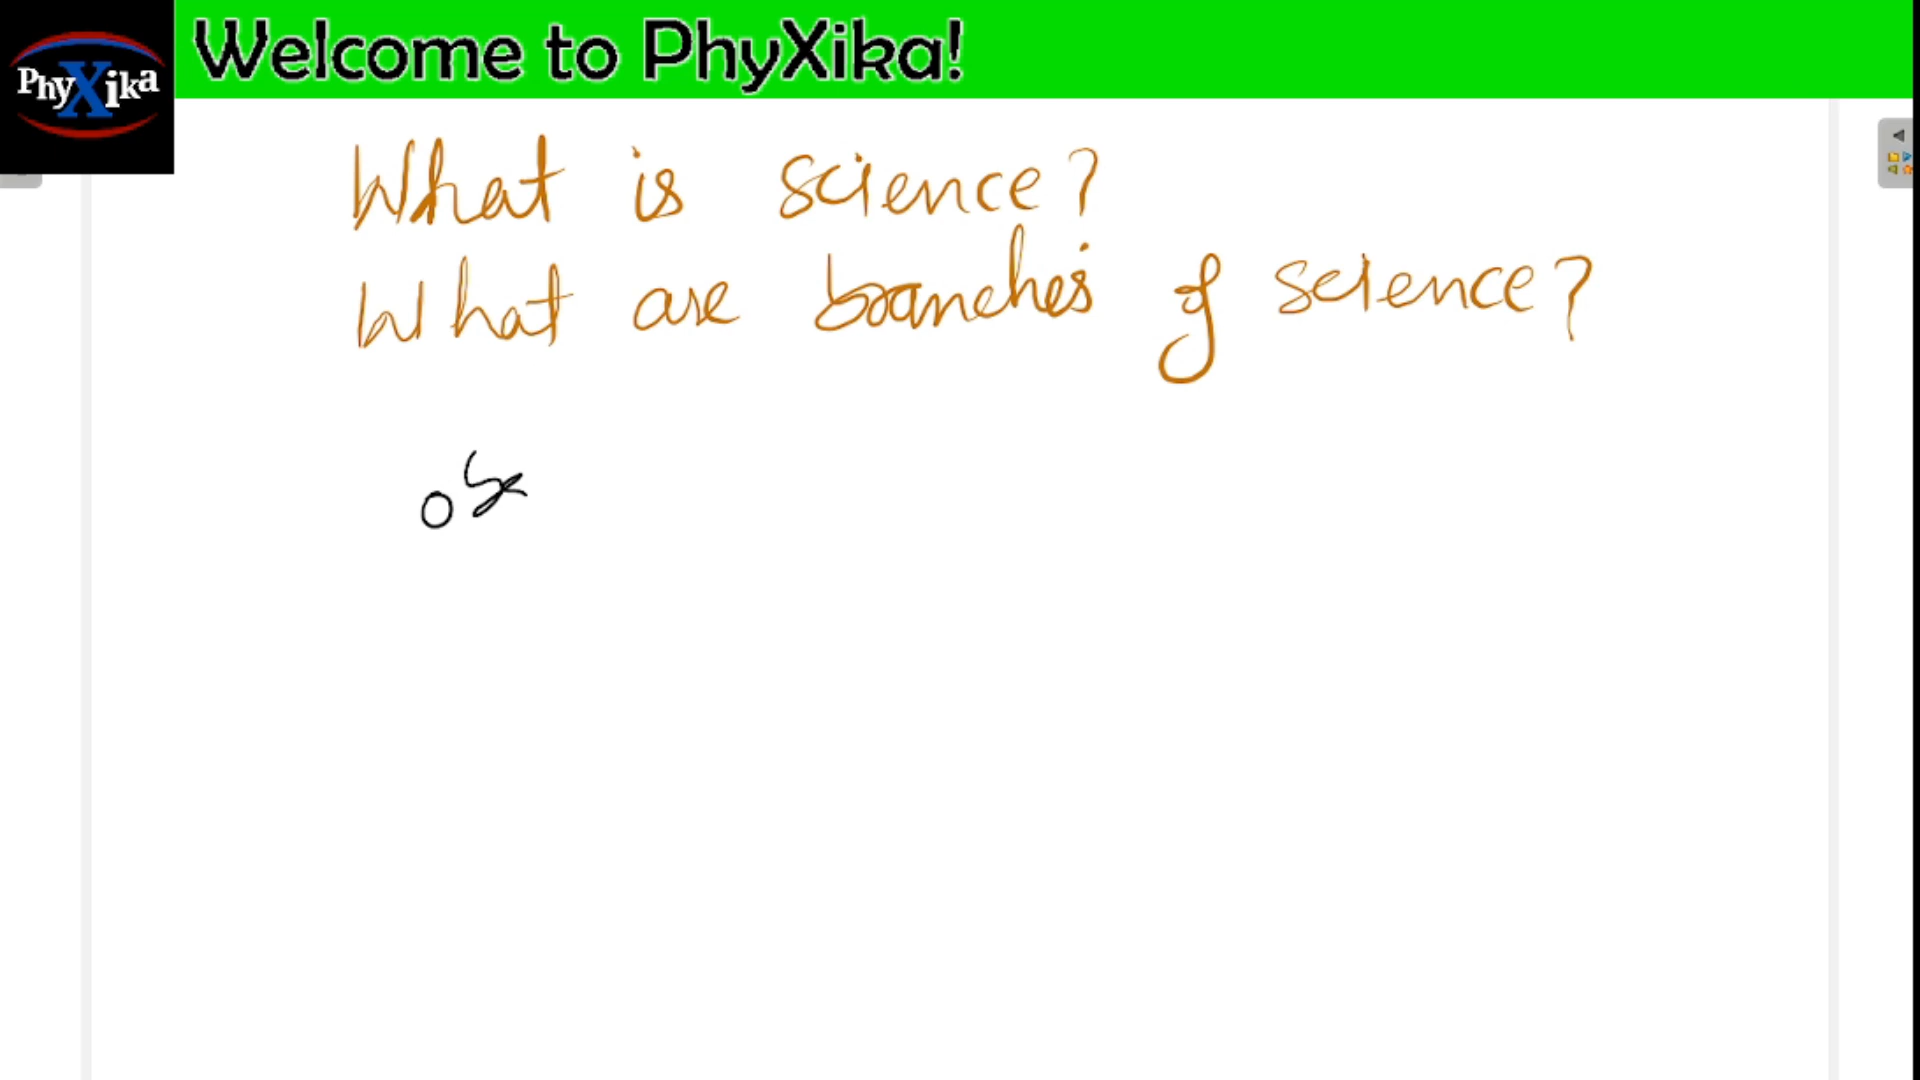 PhyXika
Welcome to PhyXika!
What is science?
What are branches of science?